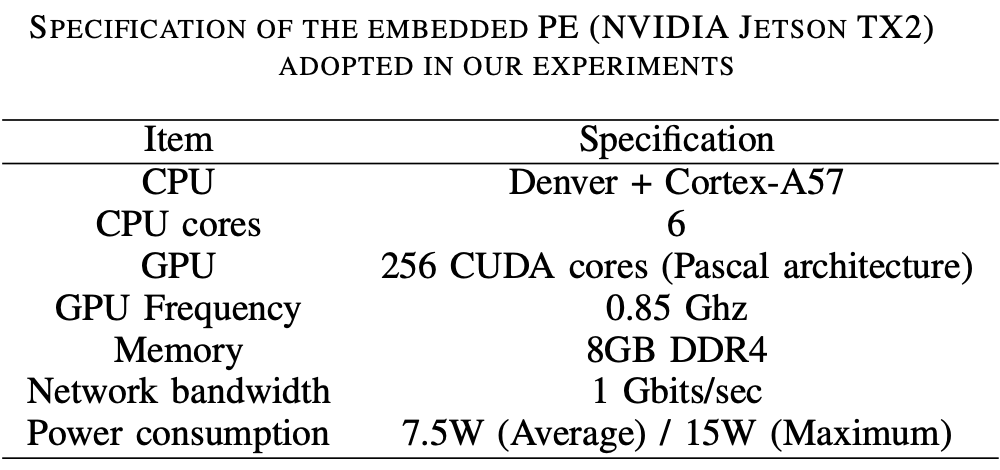 SPECIFICATION OF THE EMBEDDED PE (NVIDIA JETSON TX2)
ADOPTED IN OUR EXPERIMENTS
Item Specification
CPU Denver + Cortex-A57
CPU cores 6
GPU 256 CUDA cores (Pascal architecture)
GPU Frequency 0.85 Ghz
Memory 8GB DDR4
Network bandwidth 1 Gbits/sec
Power consumption 7.5W (Average) / 15W (Maximum)